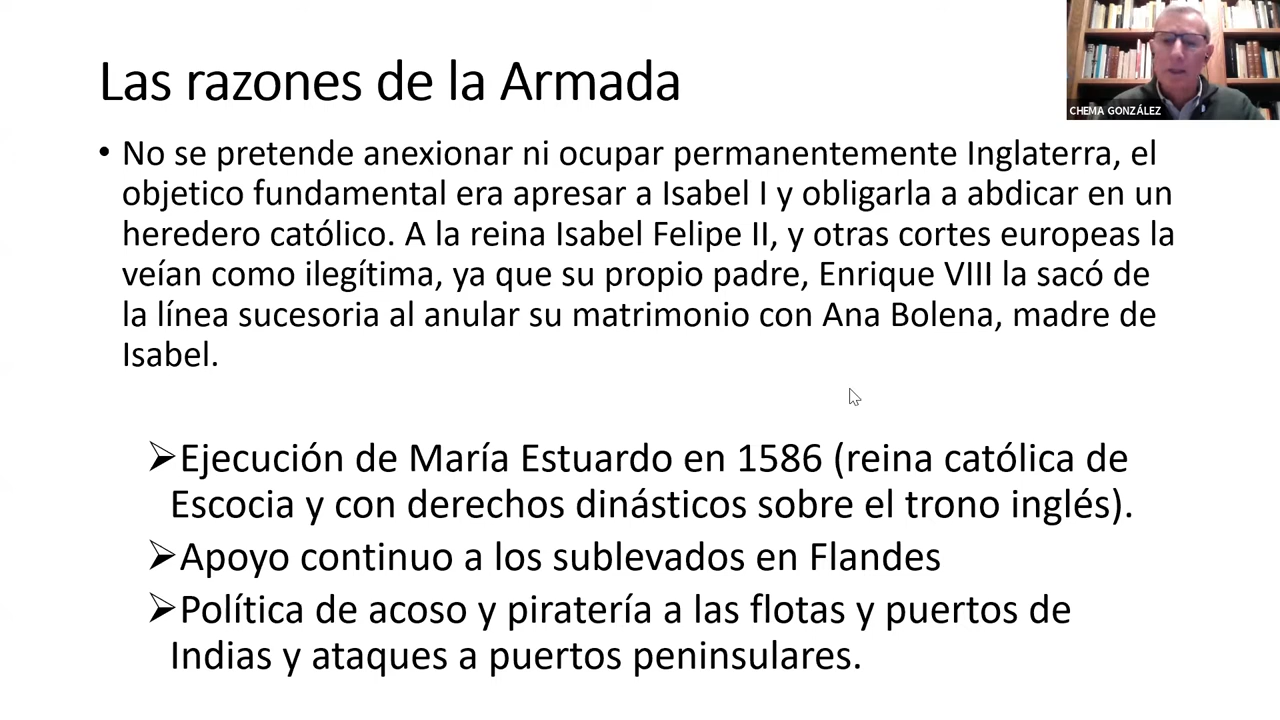 Las razones de la Armada
CHEMA GONZÁLEZ
• No se pretende anexionar ni ocupar permanentemente Inglaterra, el
objetico fundamental era apresar a Isabel I y obligarla a abdicar en un
heredero católico. A la reina Isabel Felipe II, y otras cortes europeas la
veían como ilegítima, ya que su propio padre, Enrique VIII la sacó de
la línea sucesoria al anular su matrimonio con Ana Bolena, madre de
Isabel.
➢Ejecución de María Estuardo en 1586 (reina católica de
Escocia y con derechos dinásticos sobre el trono inglés).
➢Apoyo continuo a los sublevados en Flandes
➢Política de acoso y piratería a las flotas y puertos de
Indias y ataques a puertos peninsulares.